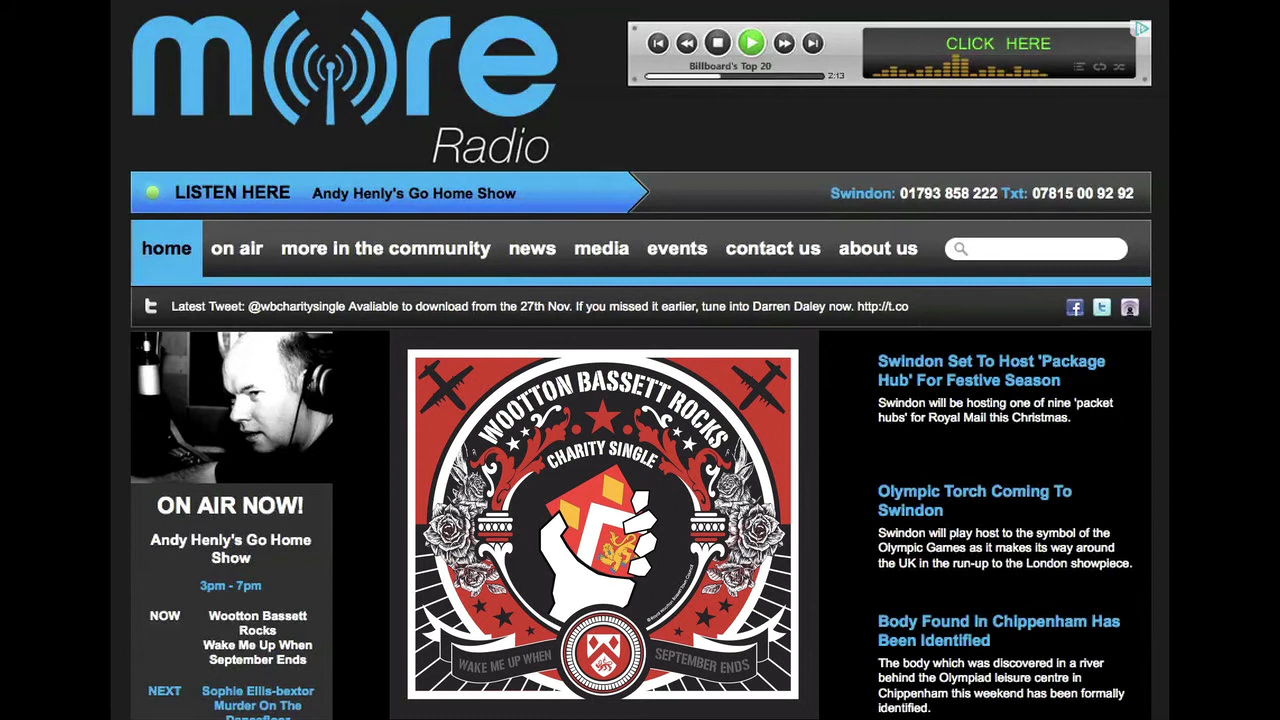 more
Radio
CLICK HERE
Billboard's Top 20
2:13
LISTEN HERE Andy Henly's Go Home Show
Swindon: 01793 858 222 Txt: 07815 00 92 92
home on air more in the community news media events contact us about us
Latest Tweet: @wbcharitysingle Avaliable to download from the 27th Nov. If you missed it earlier, tune into Darren Daley now. http://t.co
ON AIR NOW!
Andy Henly's Go Home
Show
3pm - 7pm
NOW Wootton Bassett
Rocks
Wake Me Up When
September Ends
NEXT Sophie Ellis-bextor
Murder On The
Dancefloor
WOOTTON BASSETT ROCKS
CHARITY SINGLE
WAKE ME UP WHEN SEPTEMBER ENDS
Swindon Set To Host 'Package
Hub' For Festive Season
Swindon will be hosting one of nine 'packet
hubs' for Royal Mail this Christmas.
Olympic Torch Coming To
Swindon
Swindon will play host to the symbol of the
Olympic Games as it makes its way around
the UK in the run-up to the London showpiece.
Body Found In Chippenham Has
Been Identified
The body which was discovered in a river
behind the Olympiad leisure centre in
Chippenham this weekend has been formally
identified.